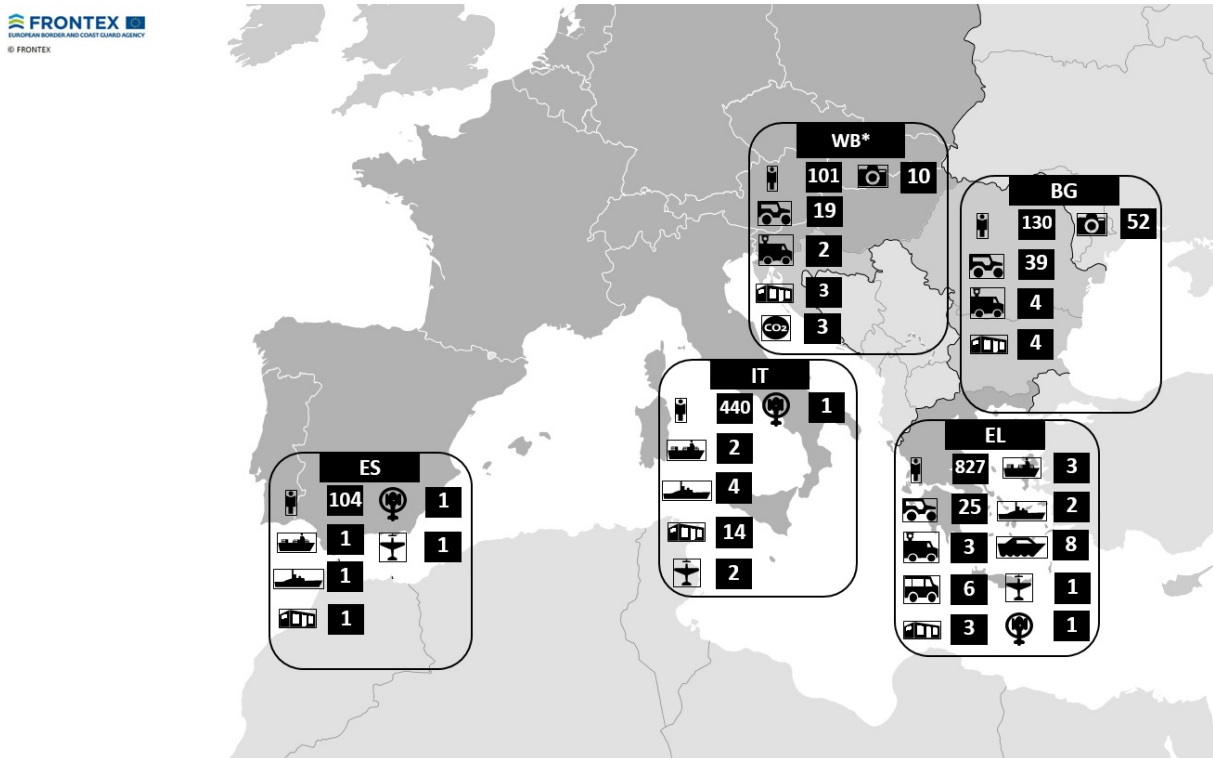 FRONTEX
EUROPEAN BORDER AND COAST GUARD AGENCY
© FRONTEX
WB*
101 10
19
2
3
CO2 3
BG
130 52
39
4
4
IT
440 1
2
4
14
2
EL
827 3
25 2
3 8
6 1
3 1
ES
104 1
1 1
1
1